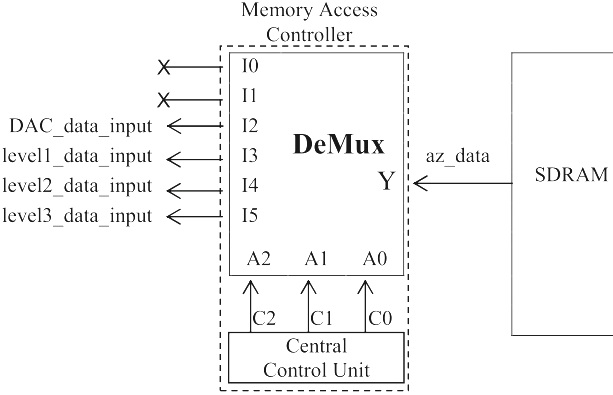 Memory Access
Controller
I0
I1
DAC_data_input I2
level1_data_input I3
level2_data_input I4
level3_data_input I5
DeMux
Y
az_data
SDRAM
A2 A1 A0
C2 C1 C0
Central
Control Unit